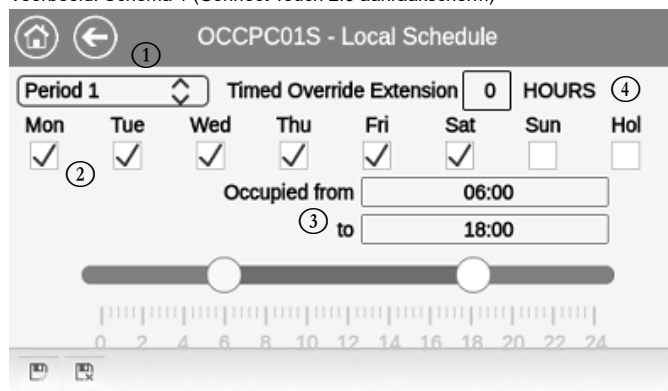 OCCPC01S - Local Schedule
1
Period 1 Timed Override Extension 0 HOURS 4
Mon Tue Wed Thu Fri Sat Sun Hol
2
Occupied from 06:00
3 to 18:00
0 2 4 6 8 10 12 14 16 18 20 22 24